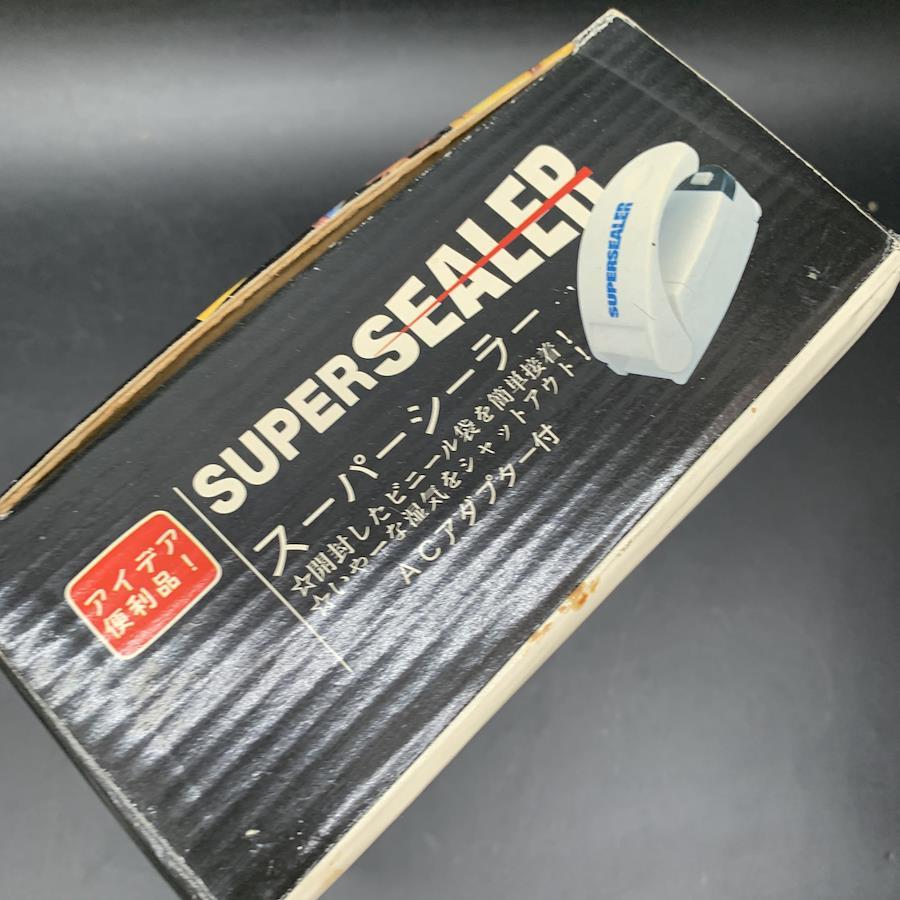 SUPERSEALER
スーパーシーラー
☆開封したビニール袋を簡単接着!
☆いやーな湿気をシャットアウト!
ACアダプター付
アイデア
便利品!
SUPERSEALER